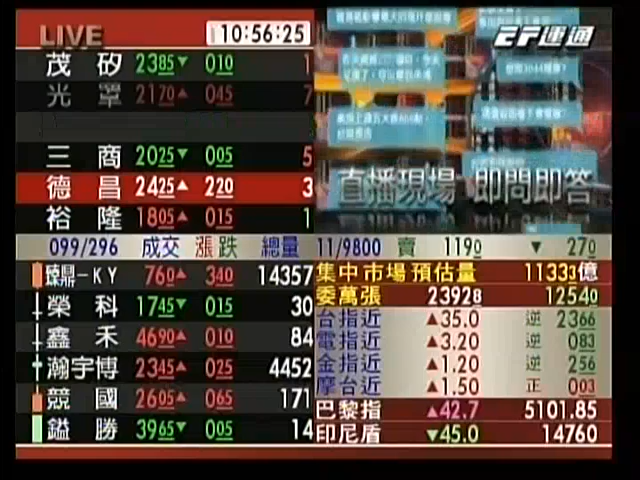 LIVE 10:56:25 EF 運通
茂矽 2385▼ 010 1
光罩 2170▲ 045 7
三商 2025▼ 005 5
德昌 2425▲ 220 3
裕隆 1805▲ 015 1
直播現場 即問即答
099/296 成交 漲跌 總量
臻鼎-KY 760▲ 340 14357
榮科 1745▼ 015 30
鑫禾 4690▲ 010 84
瀚宇博 2345▲ 025 4452
競國 2605▲ 065 171
鎰勝 3965▼ 005 14
11/9800 賣 1190 ▼ 270
集中市場預估量 11333億
委萬張 23928 12540
台指近 ▲35.0 逆 2366
電指近 ▲3.20 逆 083
金指近 ▲1.20 逆 256
摩台近 ▲1.50 正 003
巴黎指 ▲42.7 5101.85
印尼盾 ▼45.0 14760